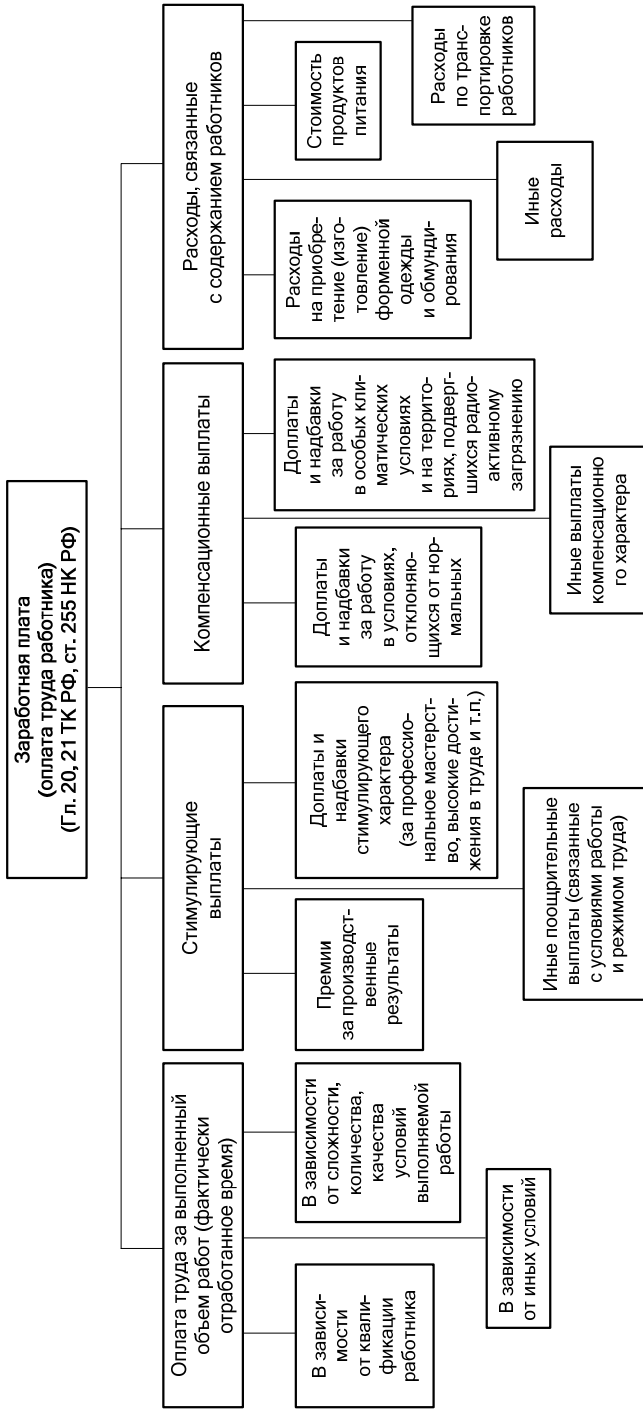 Заработная плата
(оплата труда работника)
(Гл. 20, 21 ТК РФ, ст. 255 НК РФ)
Оплата труда за выполненный
объем работ (фактически
отработанное время)
В зависи-
мости
от квали-
фикации
работника
В зависимости
от иных условий
В зависимости
от сложности,
количества,
качества
условий
выполняемой
работы
Стимулирующие
выплаты
Премии
за производст-
венные
результаты
Иные поощрительные
выплаты (связанные
с условиями работы
и режимом труда)
Доплаты и
надбавки
стимулирующего
характера
(за профессио-
нальное мастерст-
во, высокие дости-
жения в труде и т.п.)
Компенсационные выплаты
Доплаты
и надбавки
за работу
в условиях,
отклоняю-
щихся от нор-
мальных
Иные выплаты
компенсационно
го характера
Доплаты
и надбавки
за работу
в особых кли-
матических
условиях
и на террито-
риях, подверг-
шихся радио-
активному
загрязнению
Расходы, связанные
с содержанием работников
Расходы
на приобре-
тение (изго-
товление)
форменной
одежды
и обмунди-
рования
Иные
расходы
Стоимость
продуктов
питания
Расходы
по транс-
портировке
работников